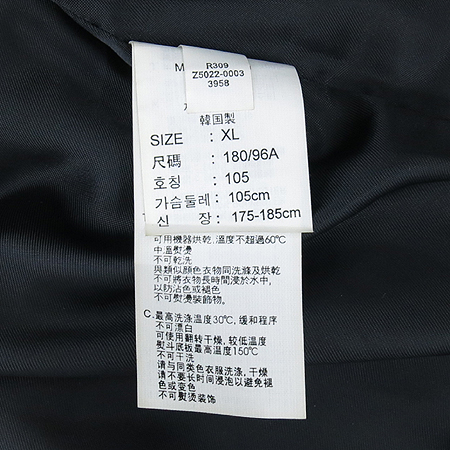 R309
Z5022-0003
3958
韓国製
SIZE : XL
尺碼 : 180/96A
호칭 : 105
가슴둘레 : 105cm
신 장 : 175-185cm
可用機器烘乾,溫度不超過60℃
中溫熨燙
不可乾洗
與類似顏色衣物同洗滌及烘乾
不可將衣物長時間浸於水中,
以防沾色或褪色
不可熨燙裝飾物。
C.最高洗涤温度30℃,缓和程序
不可漂白
可使用翻转干燥,较低温度
熨斗底板最高温度150℃
不可干洗
请与同类色衣服洗涤,干燥
请不要长时间浸泡以避免褪
色或变色
不可熨烫装饰